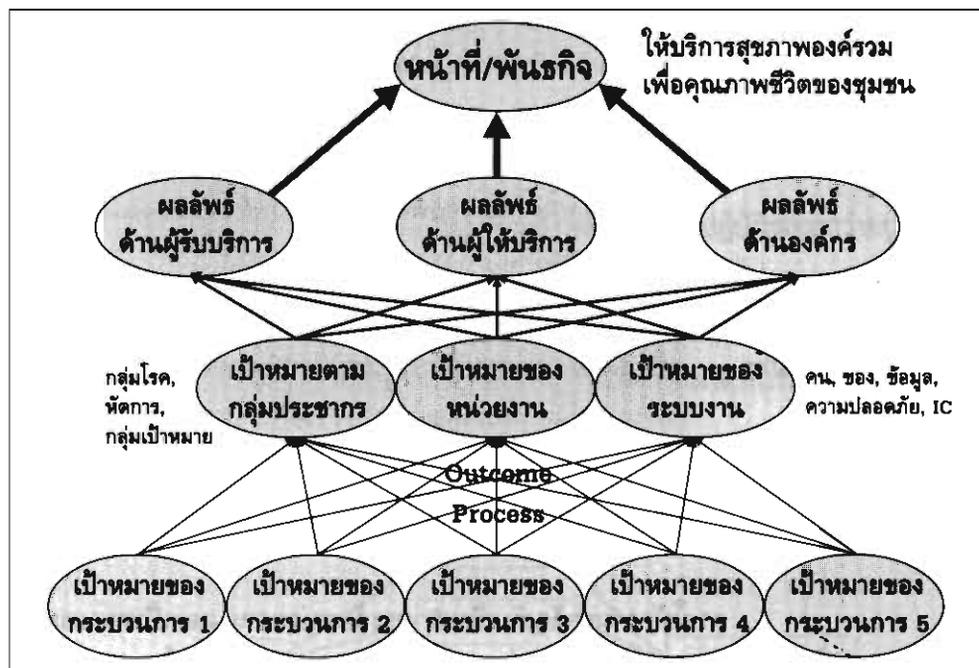 หน้าที่/พันธกิจ
ให้บริการสุขภาพองค์รวม
เพื่อคุณภาพชีวิตของชุมชน
ผลลัพธ์
ด้านผู้รับบริการ
ผลลัพธ์
ด้านผู้ให้บริการ
ผลลัพธ์
ด้านองค์กร
กลุ่มโรค,
หัตการ,
กลุ่มเป้าหมาย
เป้าหมายตาม
กลุ่มประชากร
เป้าหมายของ
หน่วยงาน
เป้าหมายของ
ระบบงาน
คน, ของ, ข้อมูล,
ความปลอดภัย, IC
Outcome
Process
เป้าหมายของ
กระบวนการ 1
เป้าหมายของ
กระบวนการ 2
เป้าหมายของ
กระบวนการ 3
เป้าหมายของ
กระบวนการ 4
เป้าหมายของ
กระบวนการ 5